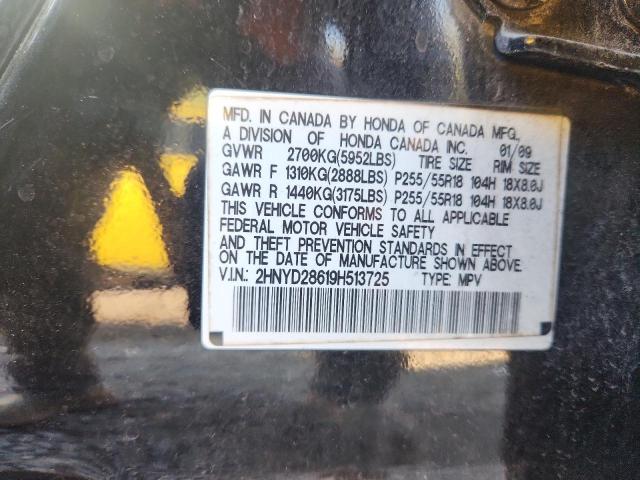 MFD. IN CANADA BY HONDA OF CANADA MFG.,
A DIVISION OF HONDA CANADA INC. 01/09
GVWR 2700KG(5952LBS) TIRE SIZE RIM SIZE
GAWR F 1310KG(2888LBS) P255/55R18 104H 18X8.0J
GAWR R 1440KG(3175LBS) P255/55R18 104H 18X8.0J
THIS VEHICLE CONFORMS TO ALL APPLICABLE
FEDERAL MOTOR VEHICLE SAFETY
AND THEFT PREVENTION STANDARDS IN EFFECT
ON THE DATE OF MANUFACTURE SHOWN ABOVE.
V.I.N.: 2HNYD28619H513725 TYPE: MPV